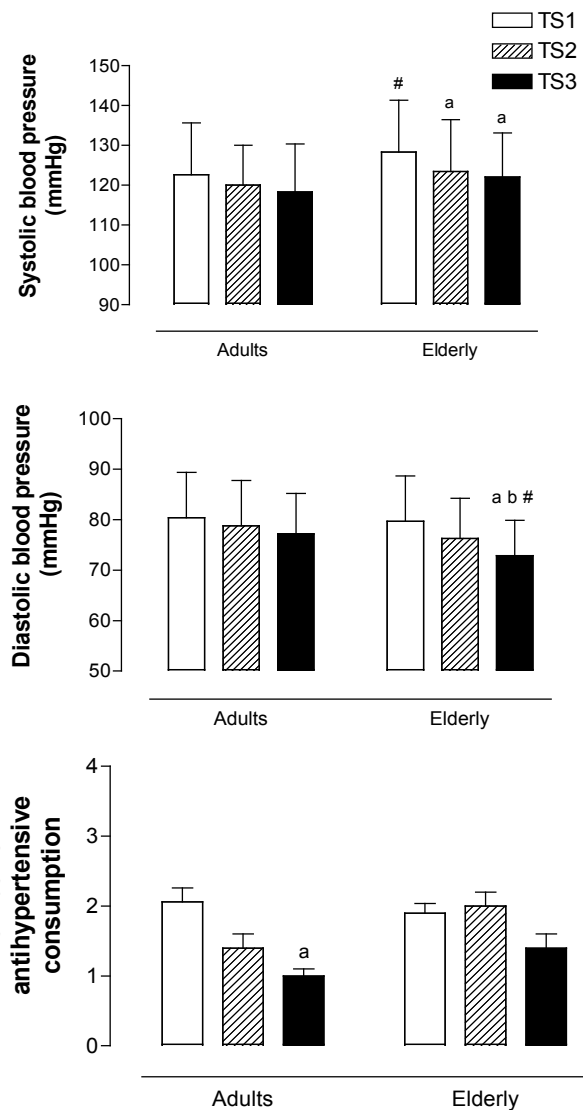 TS1
TS2
TS3
Systolic blood pressure
(mmHg)
150
140
130
120
110
100
90
#
a
a
Adults
Elderly
Diastolic blood pressure
(mmHg)
100
90
80
70
60
50
a b #
Adults
Elderly
antihypertensive
consumption
4
3
2
1
0
a
Adults
Elderly